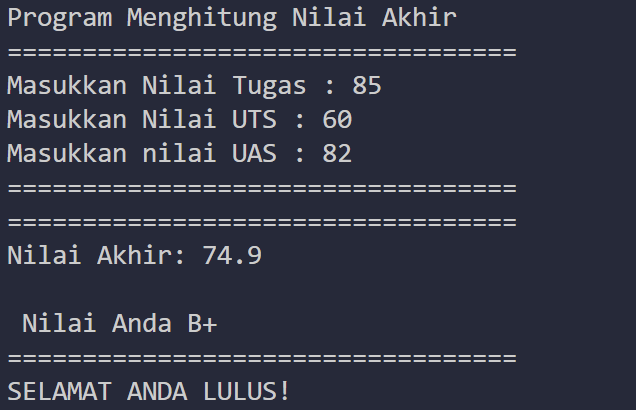 Program Menghitung Nilai Akhir
==================================
Masukkan Nilai Tugas : 85
Masukkan Nilai UTS : 60
Masukkan nilai UAS : 82
==================================
==================================
Nilai Akhir: 74.9
Nilai Anda B+
==================================
SELAMAT ANDA LULUS!